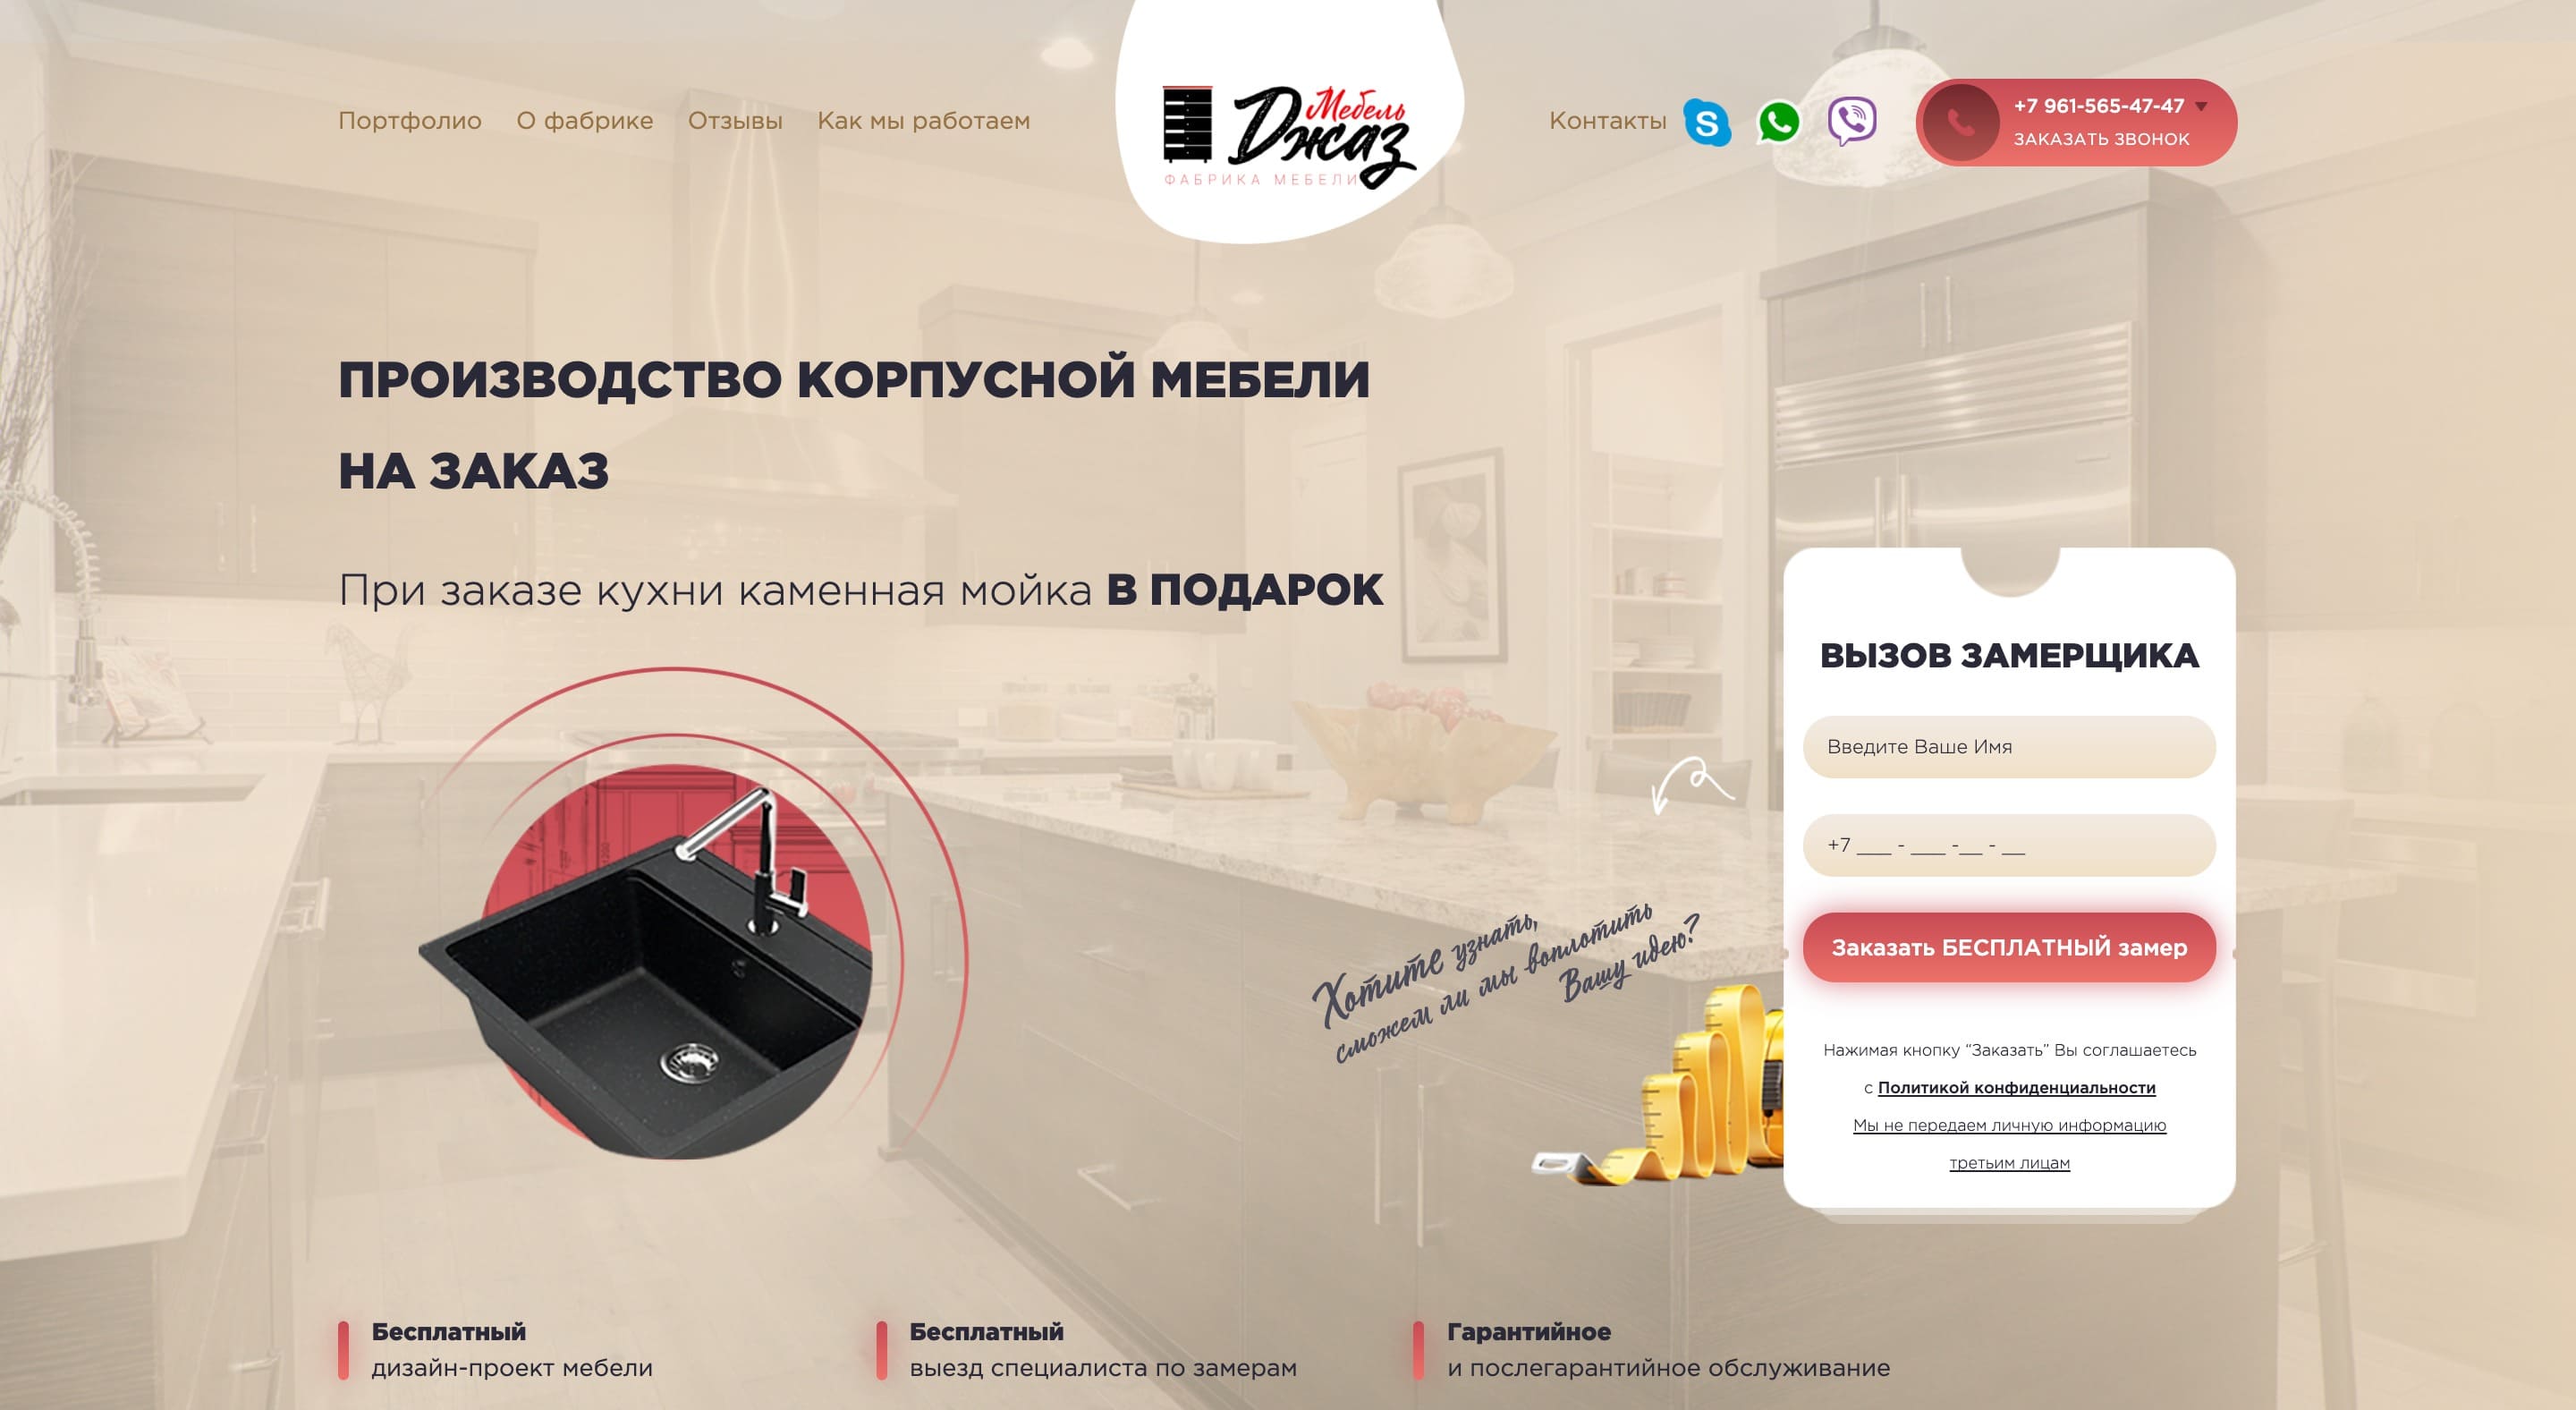 Портфолио О фабрике Отзывы Как мы работаем
Мебель
Джаз
ФАБРИКА МЕБЕЛИ
Контакты
+7 961-565-47-47
ЗАКАЗАТЬ ЗВОНОК
ПРОИЗВОДСТВО КОРПУСНОЙ МЕБЕЛИ
НА ЗАКАЗ
При заказе кухни каменная мойка В ПОДАРОК
Хотите узнать,
сможем ли мы воплотить
Вашу идею?
ВЫЗОВ ЗАМЕРЩИКА
Введите Ваше Имя
+7 ___ - ___ -__ - __
Заказать БЕСПЛАТНЫЙ замер
Нажимая кнопку “Заказать” Вы соглашаетесь
с Политикой конфиденциальности
Мы не передаем личную информацию
третьим лицам
Бесплатный
дизайн-проект мебели
Бесплатный
выезд специалиста по замерам
Гарантийное
и послегарантийное обслуживание